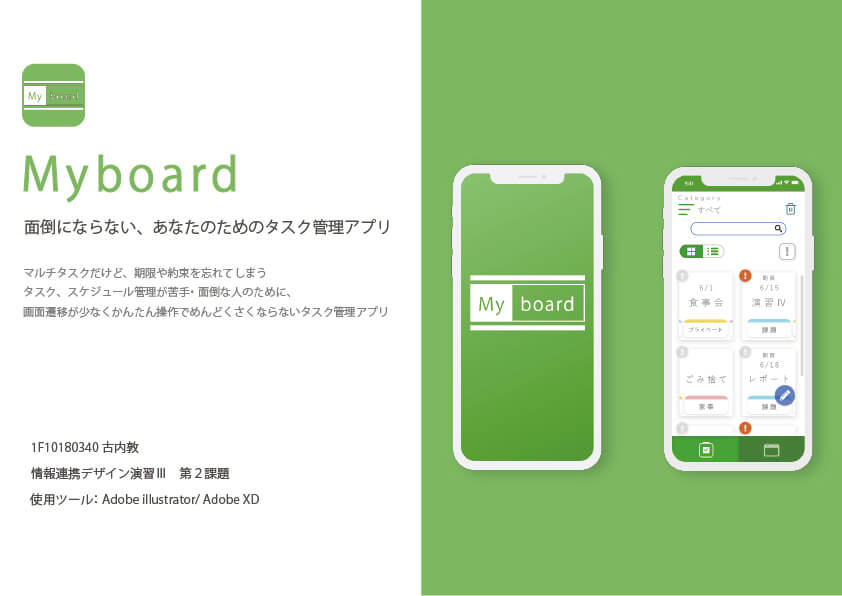 My board
Myboard
面倒にならない、あなたのためのタスク管理アプリ
マルチタスクだけど、期限や約束を忘れてしまう
タスク、スケジュール管理が苦手・面倒な人のために、
画面遷移が少なくかんたん操作でめんどくさくならないタスク管理アプリ
1F10180340 古内敦
情報連携デザイン演習Ⅲ　第２課題
使用ツール：Adobe illustrator/ Adobe XD
My board
9:41
Category
すべて
6/1
食事会
プライベート
期限
6/15
演習Ⅳ
課題
ごみ捨て
家事
期限
6/18
レポート
課題